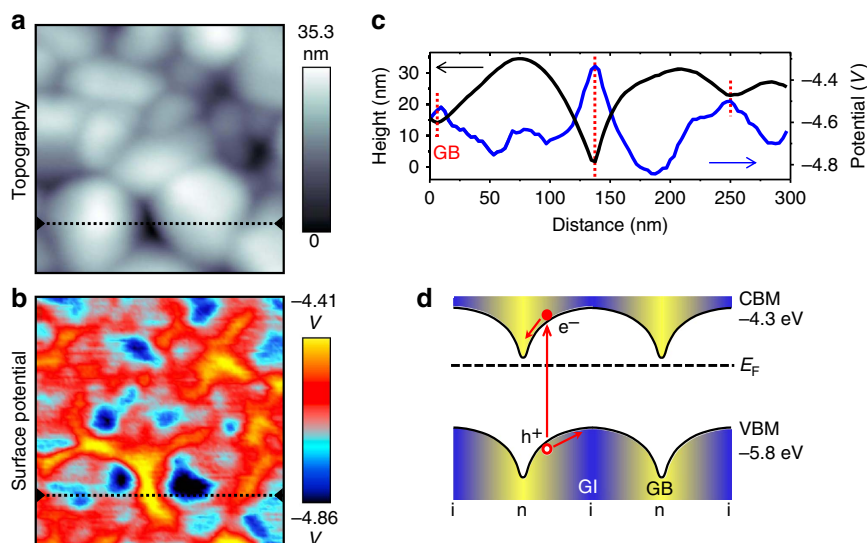 a
35.3
nm
Topography
0
b
−4.41
V
Surface potential
−4.86
V
c
Height (nm)
30
20
10
0
GB
0 50 100 150 200 250 300
Distance (nm)
−4.4
−4.6
−4.8
Potential (V)
d
CBM
−4.3 eV
e−
EF
h+
VBM
−5.8 eV
GI
GB
i n i n i